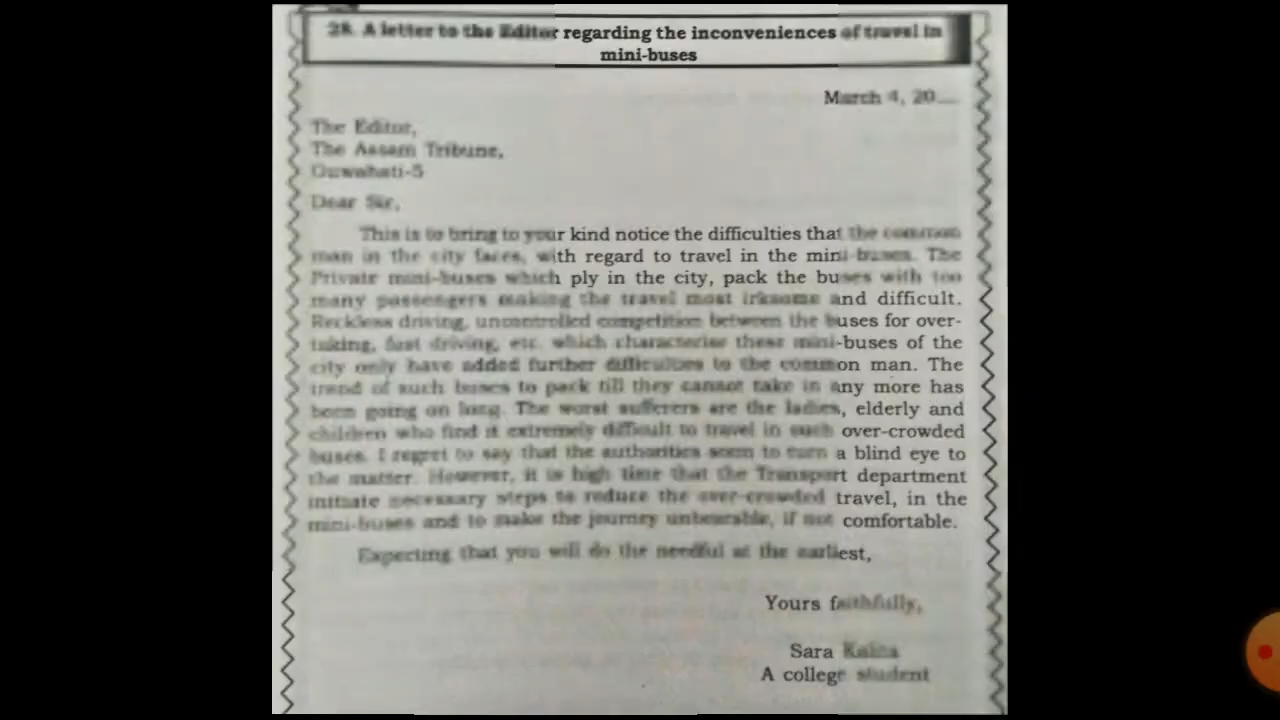 28. A letter to the Editor regarding the inconveniences of travel in
mini-buses
March 4, 20
The Editor,
The Assam Tribune,
Guwahati-5
Dear Sir,
This is to bring to your kind notice the difficulties that the common
man in the city faces, with regard to travel in the mini-buses. The
Private mini-buses which ply in the city, pack the buses with too
many passengers making the travel most irksome and difficult.
Reckless driving, uncontrolled competition between the buses for over-
taking, fast driving, etc. which characterise these mini-buses of the
city only have added further difficulties to the common man. The
trend of such buses to pack till they cannot take in any more has
been going on long. The worst sufferers are the ladies, elderly and
children who find it extremely difficult to travel in such over-crowded
buses. I regret to say that the authorities seem to turn a blind eye to
the matter. However, it is high time that the Transport department
initiate necessary steps to reduce the over-crowded travel, in the
mini-buses and to make the journey unbearable, if not comfortable.
Expecting that you will do the needful at the earliest,
Yours faithfully,
Sara
A college student